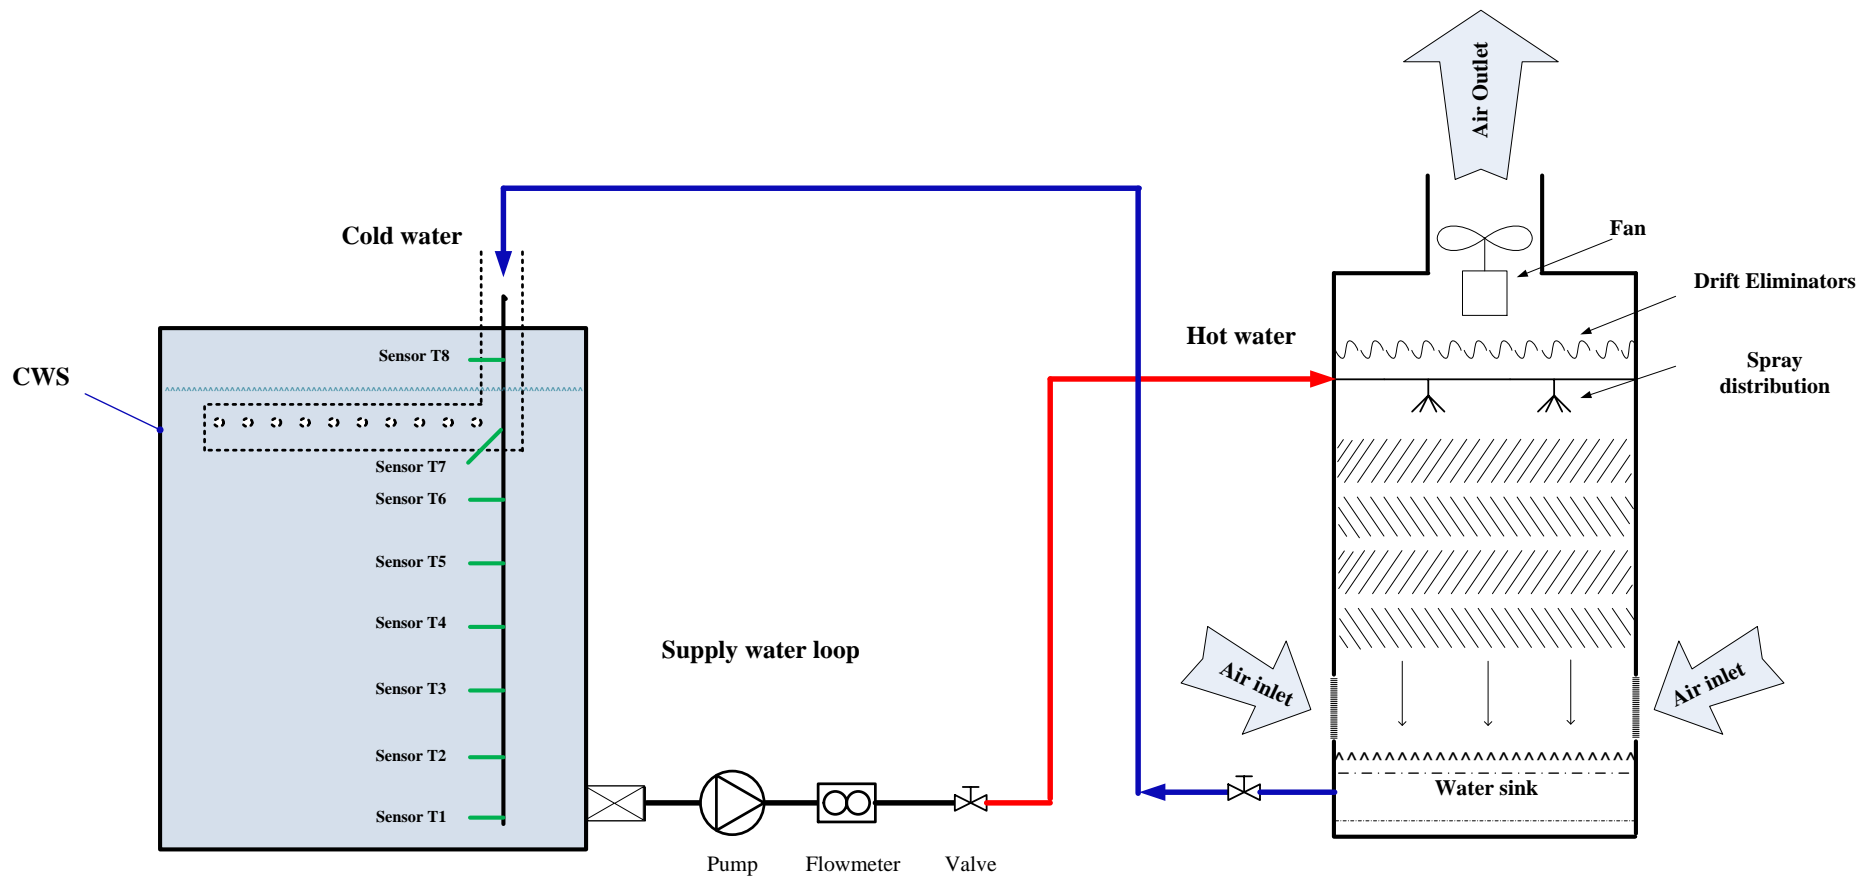 Air Outlet
Fan
Cold water
Drift Eliminators
Hot water
Sensor T8
Spray
distribution
CWS
Sensor T7
Sensor T6
Sensor T5
Sensor T4
Supply water loop
Sensor T3
Air inlet
Air inlet
Sensor T2
Water sink
Sensor T1
Pump
Flowmeter
Valve